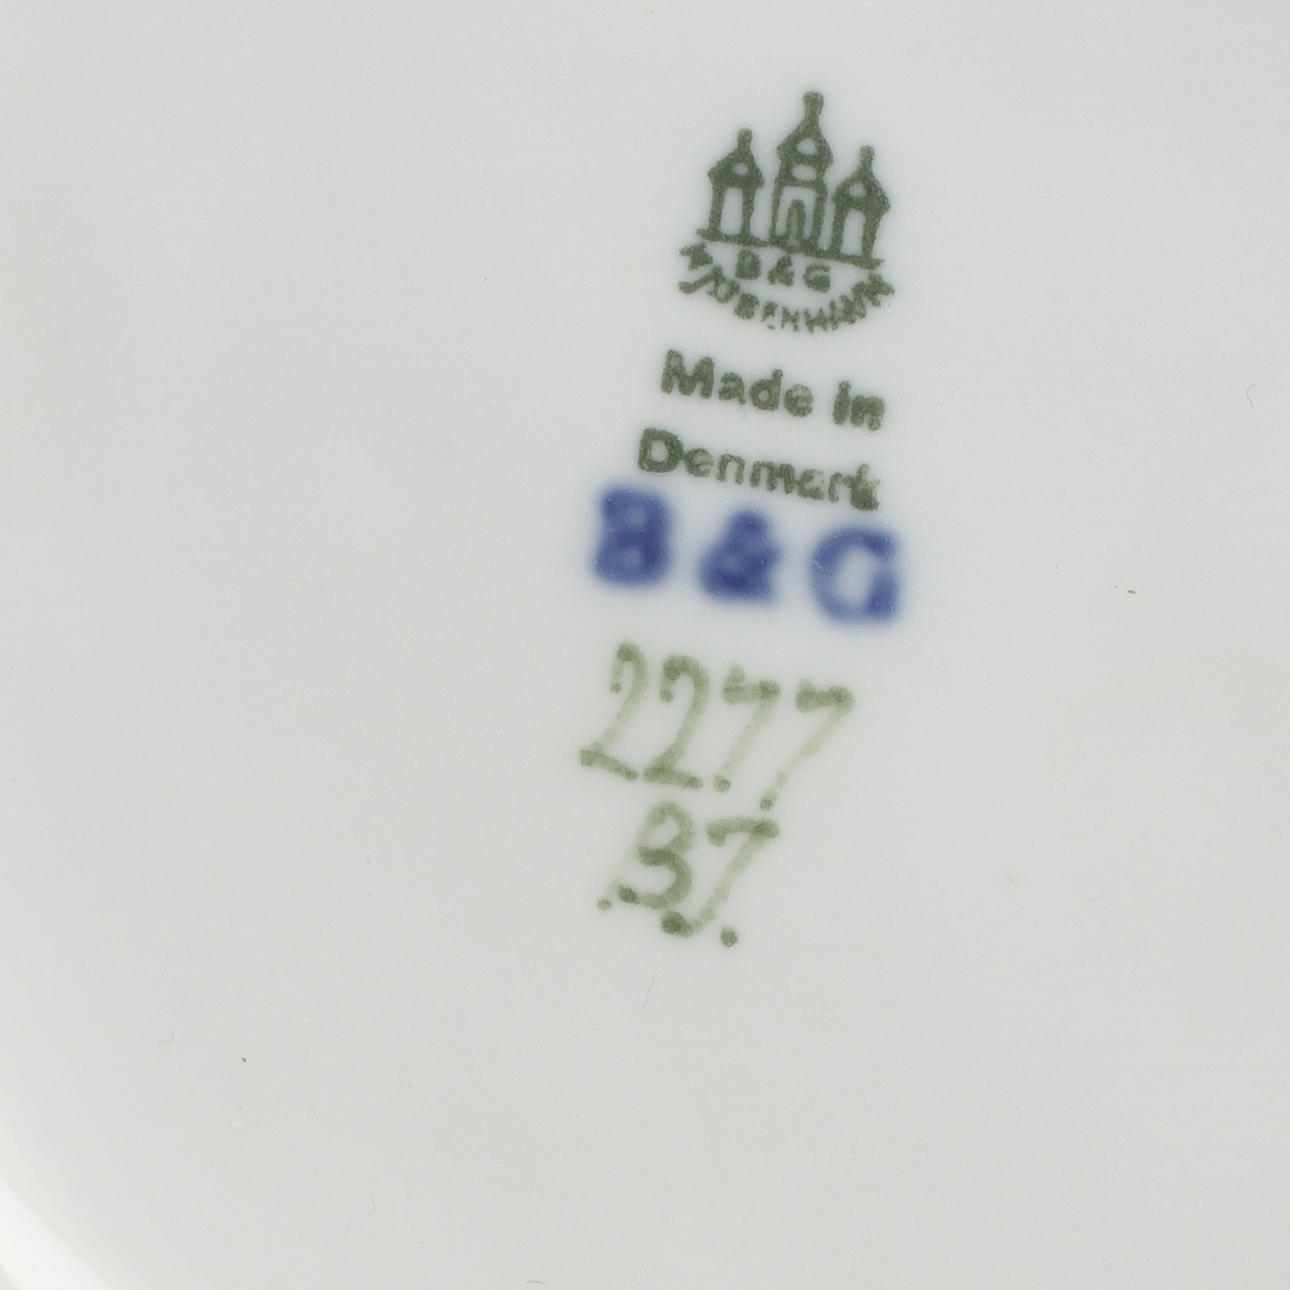 B&G
KJØBENHAVN
Made in
Denmark
B & G
2277
37.